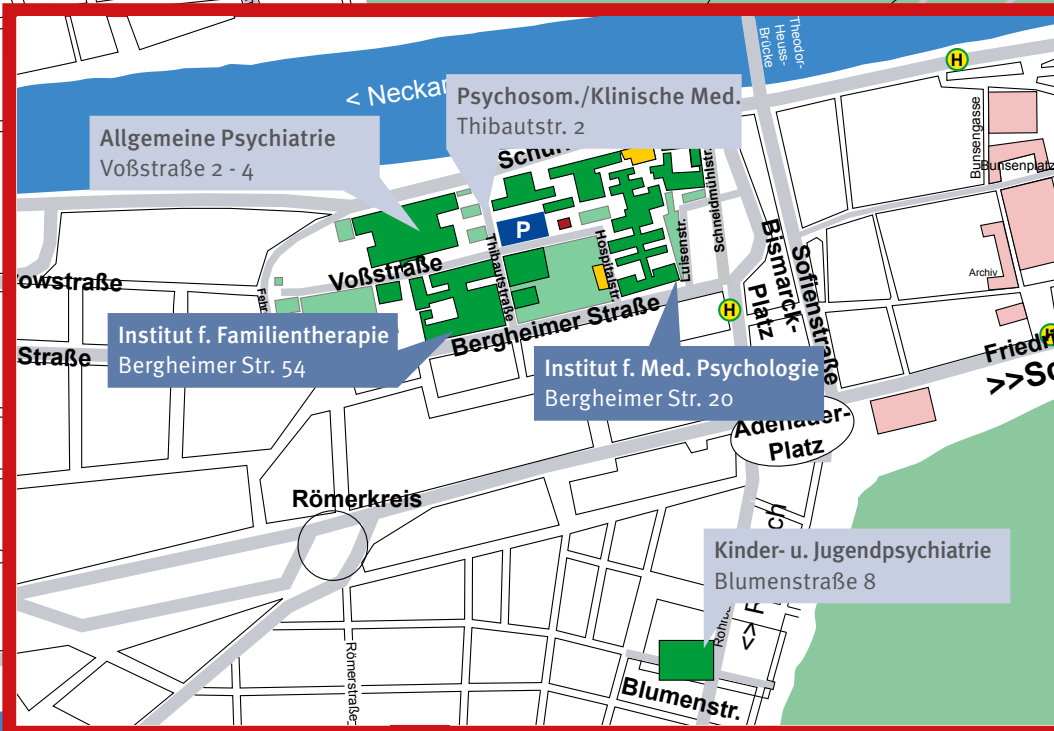 Theodor-
Heuss-
Brücke
H
< Neckar
Psychosom./Klinische Med.
Thibautstr. 2
Allgemeine Psychiatrie
Voßstraße 2 - 4
Bunsengasse
Bunsenplatz
Schneidmühlstr.
P
Thibautstraße
Hospitalstr.
Luisenstr.
Bismarck-
Platz
Sofienstraße
Voßstraße
owstraße
Fehr
Archiv
H
Bergheimer Straße
Institut f. Familientherapie
Bergheimer Str. 54
Straße
Institut f. Med. Psychologie
Bergheimer Str. 20
H
Adenauer-
Platz
Römerkreis
Kinder- u. Jugendpsychiatrie
Blumenstraße 8
Römerstraße
Blumenstr.